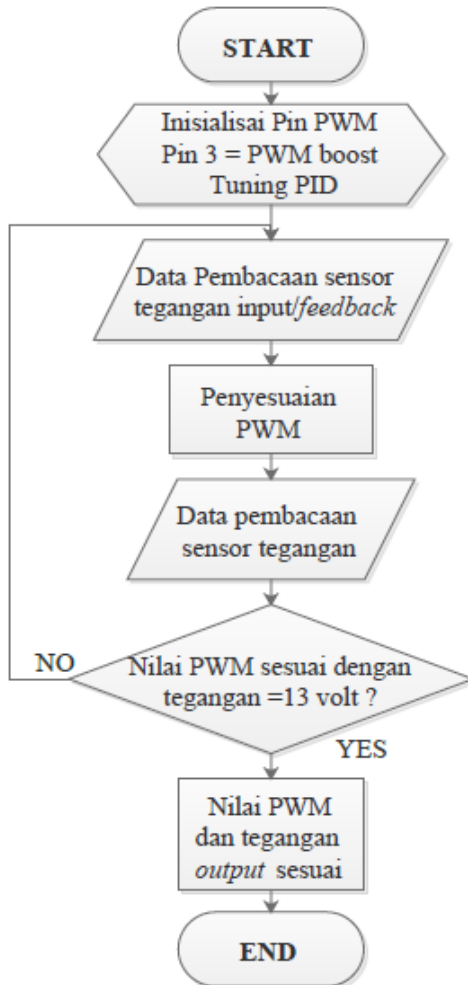 START
Inisialisai Pin PWM
Pin 3 = PWM boost
Tuning PID
Data Pembacaan sensor
tegangan input/feedback
Penyesuaian
PWM
Data pembacaan
sensor tegangan
Nilai PWM sesuai dengan
tegangan =13 volt ?
NO
YES
Nilai PWM
dan tegangan
output sesuai
END